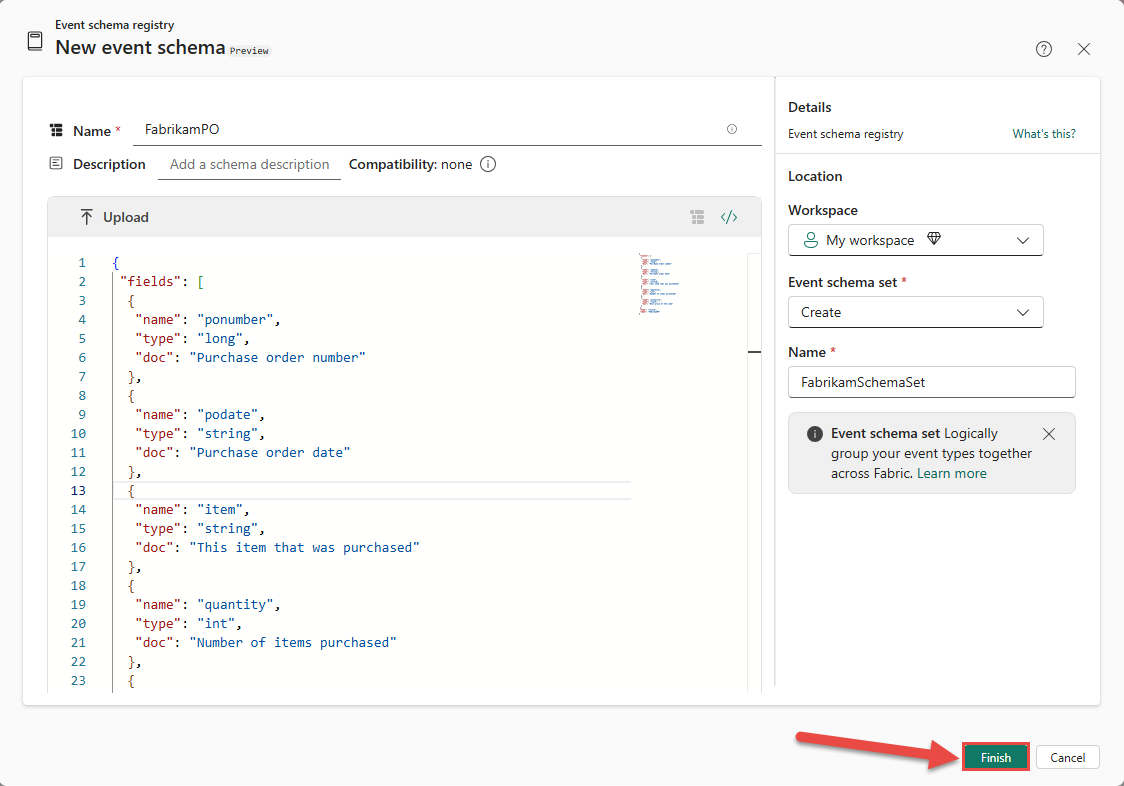 Event schema registry
New event schema Preview
Name *
FabrikamPO
Description
Add a schema description
Compatibility: none
Upload
1 {
2 "fields": [
3 {
4 "name": "ponumber",
5 "type": "long",
6 "doc": "Purchase order number"
7 },
8 {
9 "name": "podate",
10 "type": "string",
11 "doc": "Purchase order date"
12 },
13 {
14 "name": "item",
15 "type": "string",
16 "doc": "This item that was purchased"
17 },
18 {
19 "name": "quantity",
20 "type": "int",
21 "doc": "Number of items purchased"
22 },
23 {
Details
Event schema registry
What's this?
Location
Workspace
My workspace
Event schema set *
Create
Name *
FabrikamSchemaSet
Event schema set Logically
group your event types together
across Fabric. Learn more
Finish
Cancel